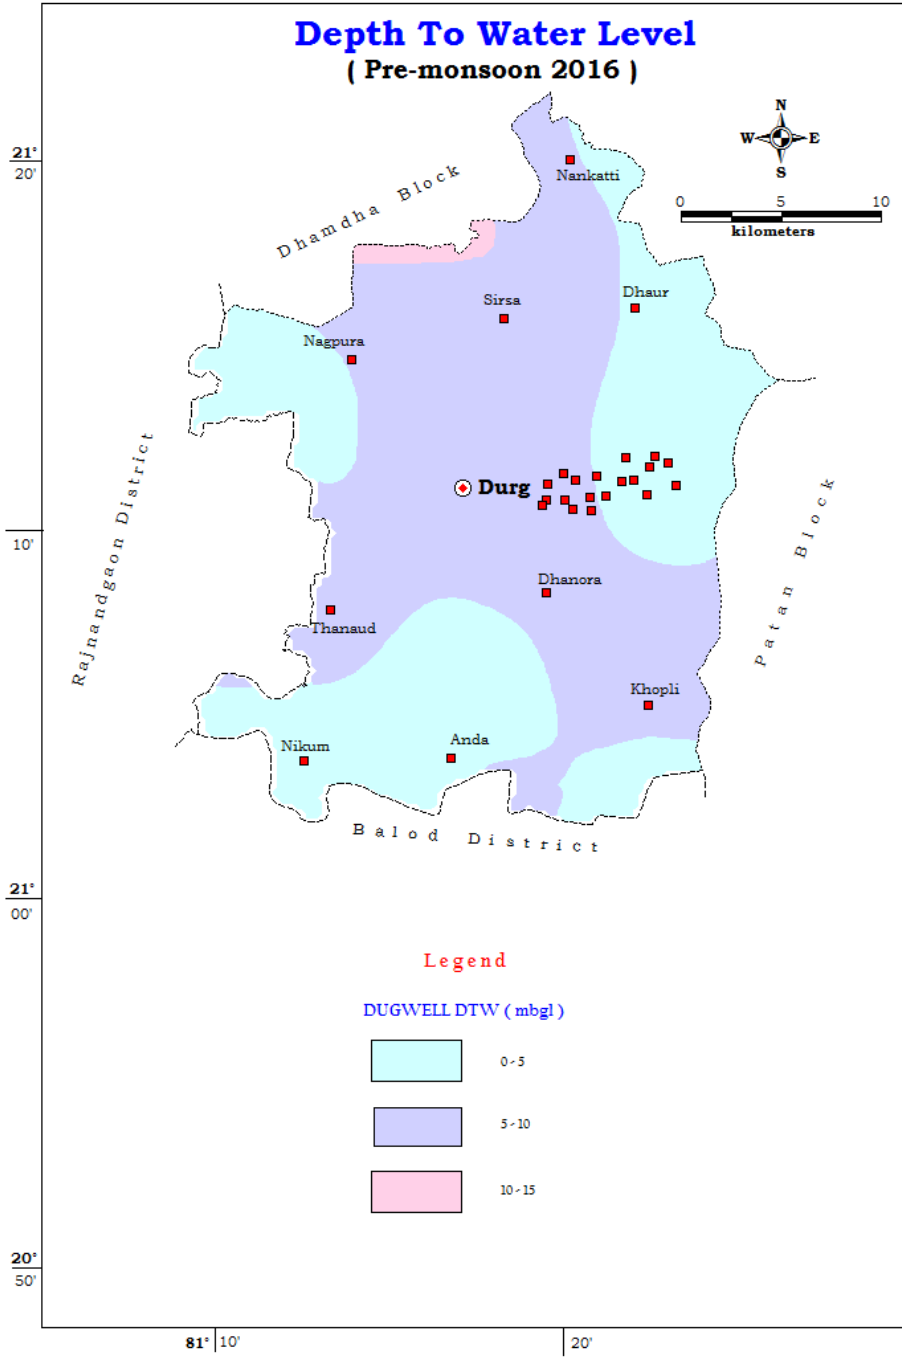 Depth To Water Level
( Pre-monsoon 2016 )
N
W E
S
21°
20'
Nankatti
Dhamdha Block
0 5 10
kilometers
Sirsa
Dhaur
Nagpura
Durg
Rajnandgaon District
10'
Patan Block
Dhanora
Thanaud
Khopli
Nikum
Anda
Balod District
21°
00'
Legend
DUGWELL DTW ( mbgl )
0 - 5
5 - 10
10 - 15
20°
50'
81° 10' 20'